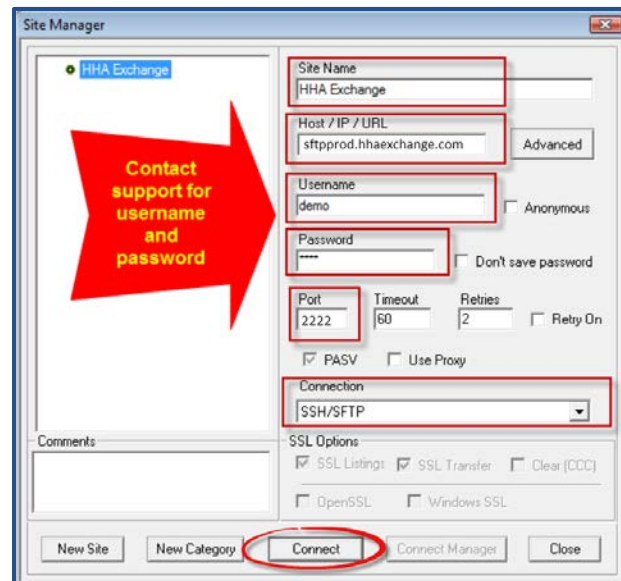 Site Manager
HHA Exchange
Contact
support for
username
and
password
Site Name
HHA Exchange
Host / IP / URL
sftpprod.hhaexchange.com
Advanced
Username
demo
Anonymous
Password
****
Don't save password
Port
Timeout
Retries
2222
60
2
Retry On
PASV
Use Proxy
Connection
SSH/SFTP
Comments
SSL Options
SSL Listings
SSL Transfer
Clear (CCC)
OpenSSL
Windows SSL
New Site
New Category
Connect
Connect Manager
Close